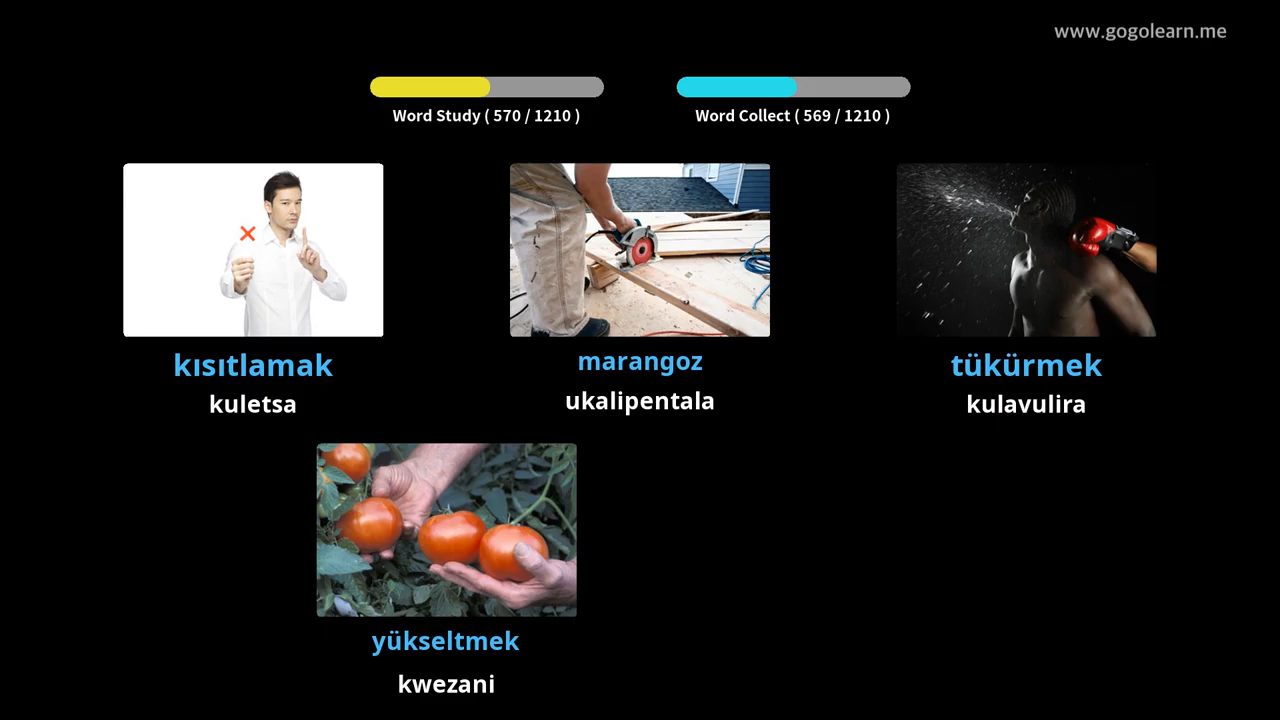 www.gogolearn.me
Word Study ( 570 / 1210 )
Word Collect ( 569 / 1210 )
kısıtlamak
kuletsa
marangoz
ukalipentala
tükürmek
kulavulira
yükseltmek
kwezani